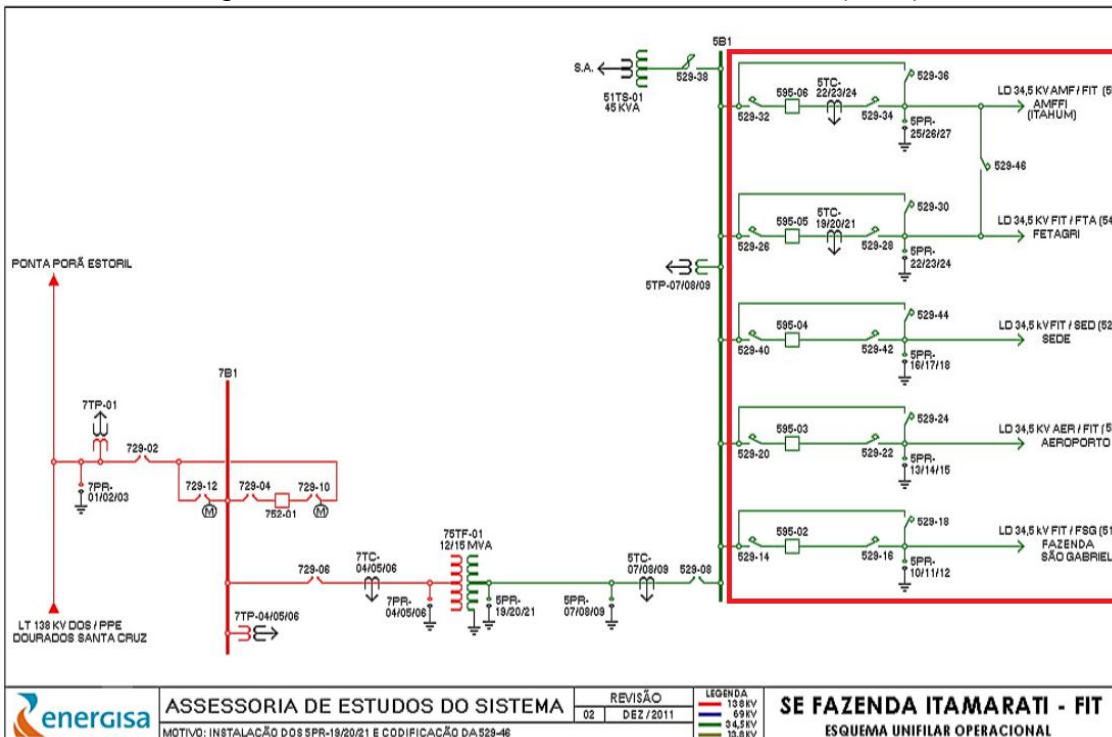 5B1
S.A.
51TS-01
45 KVA
529-38
529-36
595-06
5TC-
22/23/24
529-32
529-34
5PR-
25/26/27
LD 34,5 KV AMF / FIT (5
AMFFI
(ITAHUM)
529-46
529-30
595-05
5TC-
19/20/21
529-26
529-28
5PR-
22/23/24
LD 34,5 KV FIT / FTA (54
FETAGRI
5TP-07/08/09
529-44
595-04
529-40
529-42
5PR-
16/17/18
LD 34,5 kV FIT / SED (52
SEDE
529-24
595-03
529-20
529-22
5PR-
13/14/15
LD 34,5 KV AER / FIT (5
AEROPORTO
529-18
595-02
529-14
529-16
5PR-
10/11/12
LD 34,5 kV FIT / FSG (51
FAZENDA
SÃO GABRIEL
PONTA PORÃ ESTORIL
7B1
7TP-01
729-02
7PR-
01/02/03
729-12
729-04
729-10
M
752-01
M
75TF-01
12/15 MVA
729-06
7TC-
04/05/06
7PR-
04/05/06
5PR-
19/20/21
5PR-
07/08/09
5TC-
07/08/09
529-08
7TP-04/05/06
LT 138 KV DOS / PPE
DOURADOS SANTA CRUZ
energisa
ASSESSORIA DE ESTUDOS DO SISTEMA
MOTIVO: INSTALAÇÃO DOS 5PR-19/20/21 E CODIFICAÇÃO DA 529-46
REVISÃO
02 DEZ / 2011
LEGENDA
138KV
69KV
34,5KV
13,8KV
SE FAZENDA ITAMARATI - FIT
ESQUEMA UNIFILAR OPERACIONAL